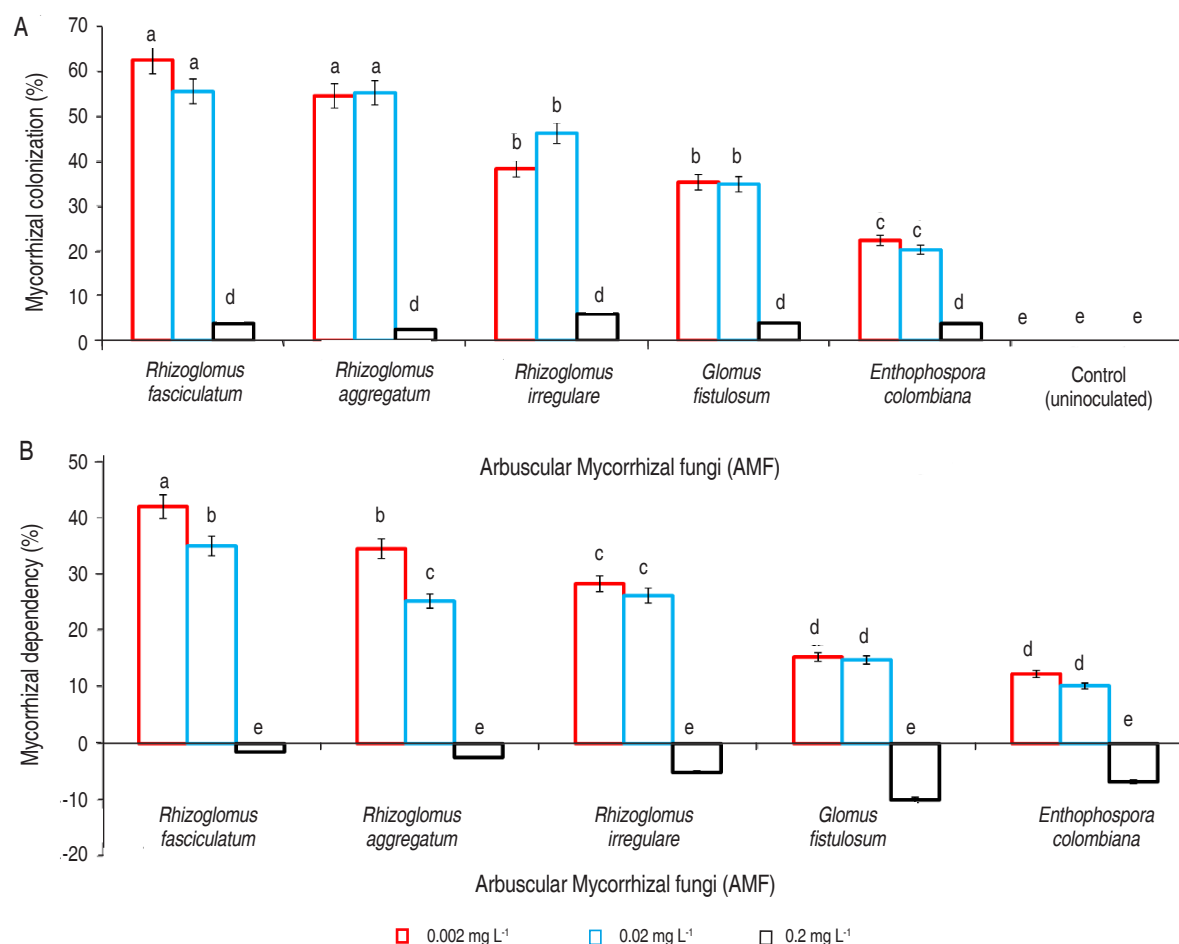 A
Mycorrhizal colonization (%)
70
60
50
40
30
20
10
0
a
a
d
a
a
d
b
b
d
b
b
d
c
c
d
e
e
e
Rhizoglomus
fasciculatum
Rhizoglomus
aggregatum
Rhizoglomus
irregulare
Glomus
fistulosum
Enthophospora
colombiana
Control
(uninoculated)
Arbuscular Mycorrhizal fungi (AMF)
B
Mycorrhizal dependency (%)
50
40
30
20
10
0
-10
-20
a
b
e
b
c
e
c
c
e
d
d
e
d
d
e
Rhizoglomus
fasciculatum
Rhizoglomus
aggregatum
Rhizoglomus
irregulare
Glomus
fistulosum
Enthophospora
colombiana
Arbuscular Mycorrhizal fungi (AMF)
0.002 mg L⁻¹
0.02 mg L⁻¹
0.2 mg L⁻¹